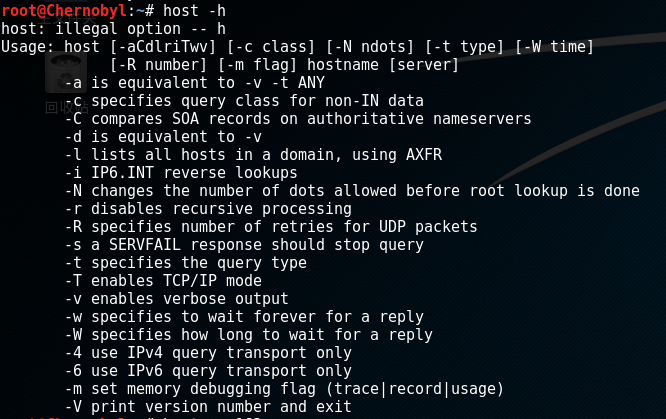 root@Chernobyl:~# host -h
host: illegal option -- h
Usage: host [-aCdlriTwv] [-c class] [-N ndots] [-t type] [-W time]
            [-R number] [-m flag] hostname [server]
       -a is equivalent to -v -t ANY
       -c specifies query class for non-IN data
       -C compares SOA records on authoritative nameservers
       -d is equivalent to -v
       -l lists all hosts in a domain, using AXFR
       -i IP6.INT reverse lookups
       -N changes the number of dots allowed before root lookup is done
       -r disables recursive processing
       -R specifies number of retries for UDP packets
       -s a SERVFAIL response should stop query
       -t specifies the query type
       -T enables TCP/IP mode
       -v enables verbose output
       -w specifies to wait forever for a reply
       -W specifies how long to wait for a reply
       -4 use IPv4 query transport only
       -6 use IPv6 query transport only
       -m set memory debugging flag (trace|record|usage)
       -V print version number and exit
回收站